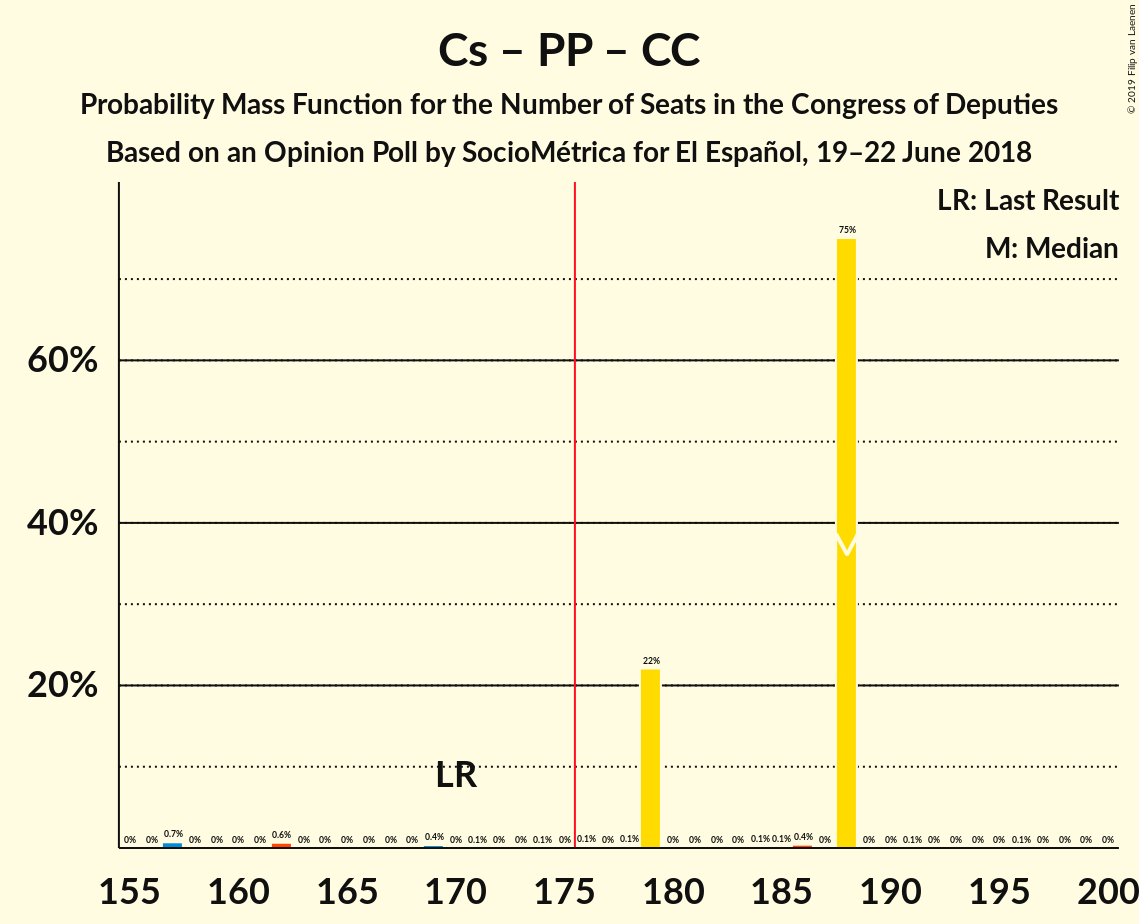 Cs – PP – CC
Probability Mass Function for the Number of Seats in the Congress of Deputies
Based on an Opinion Poll by SocioMétrica for El Español, 19–22 June 2018
© 2019 Filip van Laenen
LR: Last Result
M: Median
75%
60%
40%
22%
20%
LR
0% 0% 0.7% 0% 0% 0% 0% 0.6% 0% 0% 0% 0% 0% 0% 0.4% 0% 0.1% 0% 0% 0.1% 0% 0.1% 0% 0.1% 0% 0% 0% 0% 0.1% 0.1% 0.4% 0% 0% 0% 0.1% 0% 0% 0% 0% 0.1% 0% 0% 0% 0%
155 160 165 170 175 180 185 190 195 200